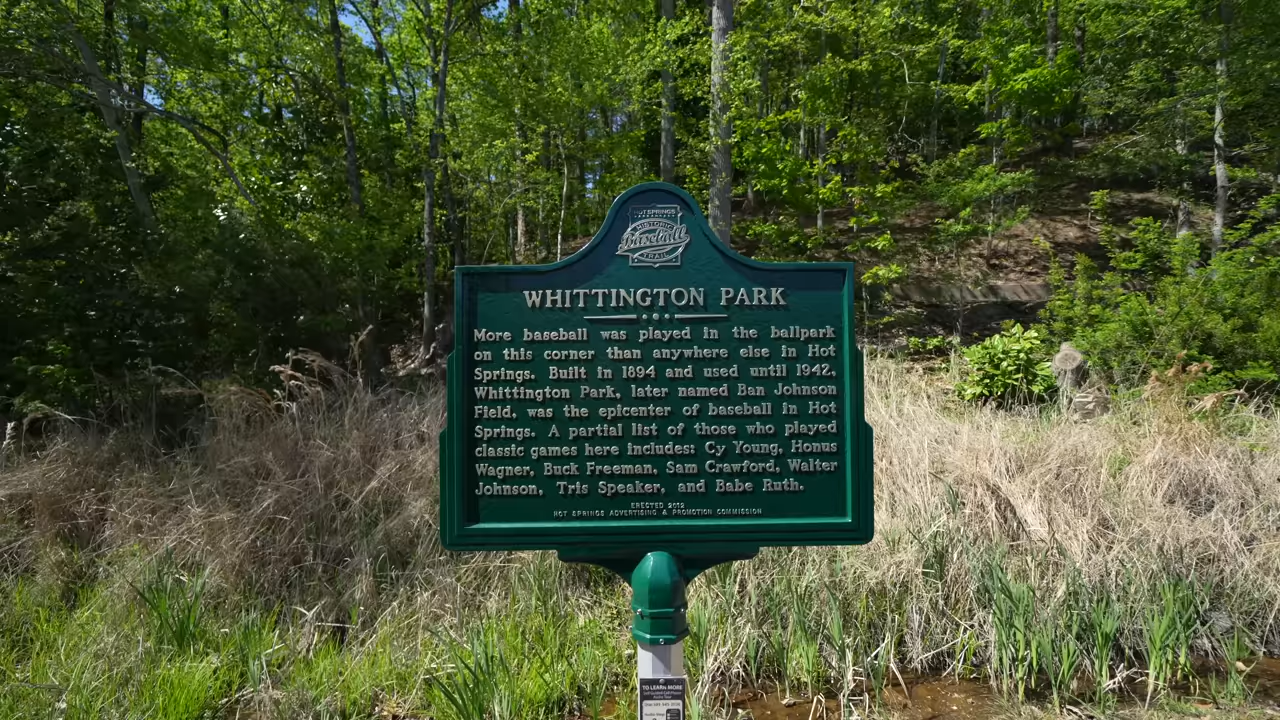 HOT SPRINGS
HISTORIC
Baseball
TRAIL
WHITTINGTON PARK
More baseball was played in the ballpark
on this corner than anywhere else in Hot
Springs. Built in 1894 and used until 1942,
Whittington Park, later named Ban Johnson
Field, was the epicenter of baseball in Hot
Springs. A partial list of those who played
classic games here includes: Cy Young, Honus
Wagner, Buck Freeman, Sam Crawford, Walter
Johnson, Tris Speaker, and Babe Ruth.
ERECTED 2012
HOT SPRINGS ADVERTISING & PROMOTION COMMISSION
TO LEARN MORE